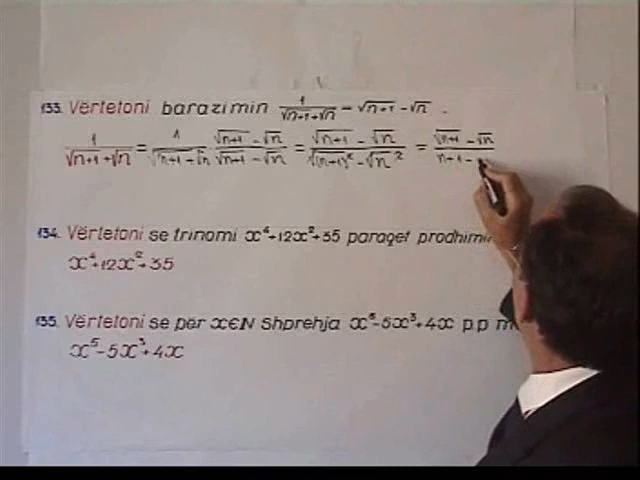 133. Vërtetoni barazimin 1/(√n+1+√n) = √n+1 - √n .
1/(√n+1+√n) = 1/(√n+1+√n) (√n+1 - √n)/(√n+1 - √n) = (√n+1 - √n)/(√(n+1)² - √n²) = (√n+1 - √n)/(n+1 -
134. Vërtetoni se trinomi x⁴+12x²+35 paraqet prodhimin
x⁴+12x²+35
135. Vërtetoni se për x∈N shprehja x⁵-5x³+4x p.p
x⁵-5x³+4x